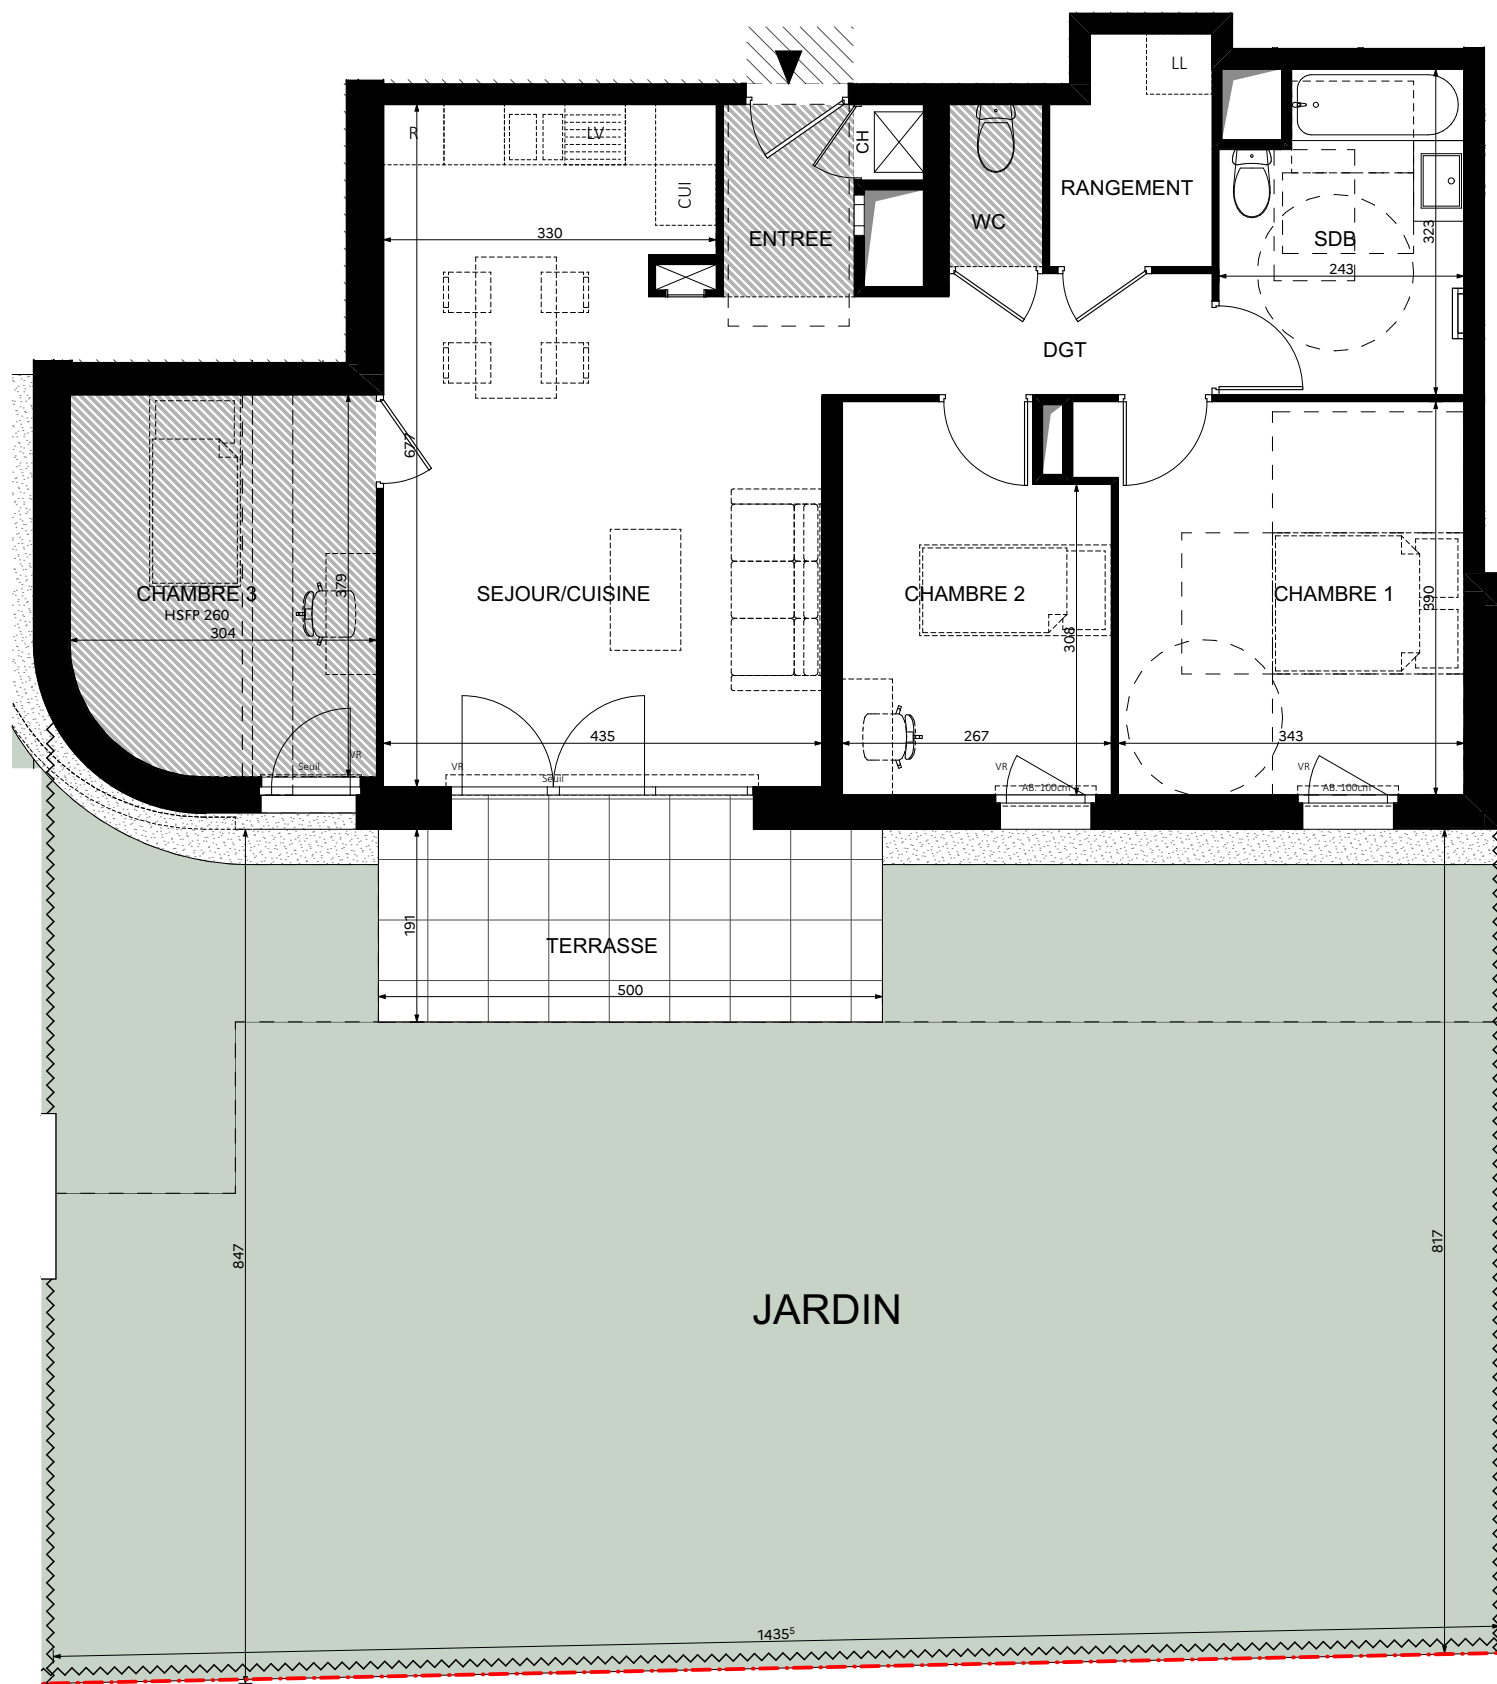 LL
R
LV
CH
CUI
RANGEMENT
WC
330
ENTREE
SDB
323
243
DGT
677
CHAMBRE 3
HSFP 260
304
379
SEJOUR/CUISINE
CHAMBRE 2
308
CHAMBRE 1
390
435
267
343
VR
Seuil
VR
Seuil
VR
AB. 100cm
VR
AB. 100cm
191
TERRASSE
500
847
817
JARDIN
1435⁵